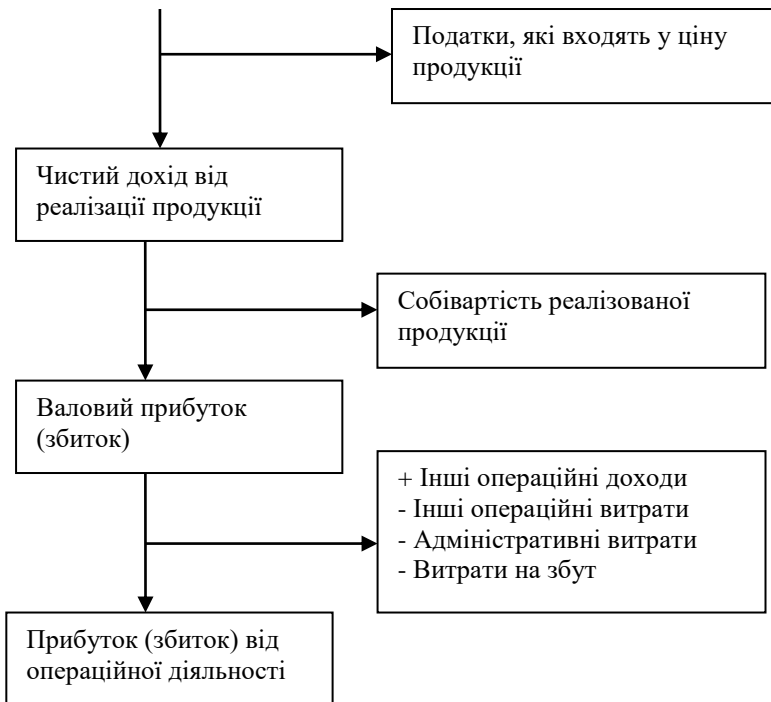 Податки, які входять у ціну
продукції
Чистий дохід від
реалізації продукції
Собівартість реалізованої
продукції
Валовий прибуток
(збиток)
+ Інші операційні доходи
- Інші операційні витрати
- Адміністративні витрати
- Витрати на збут
Прибуток (збиток) від
операційної діяльності